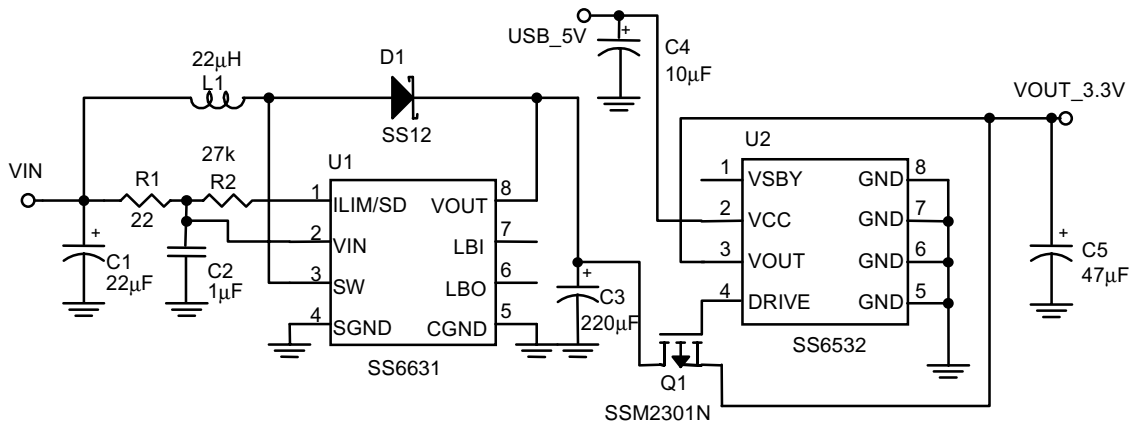 USB_5V
+
C4
10μF
22μH
L1
D1
SS12
VOUT_3.3V
VIN
R1
22
27k
R2
U1
1
ILIM/SD
2
VIN
3
SW
4
SGND
VOUT
8
LBI
7
LBO
6
CGND
5
SS6631
+
C1
22μF
C2
1μF
+
C3
220μF
U2
1
VSBY
2
VCC
3
VOUT
4
DRIVE
GND
8
GND
7
GND
6
GND
5
SS6532
+
C5
47μF
Q1
SSM2301N